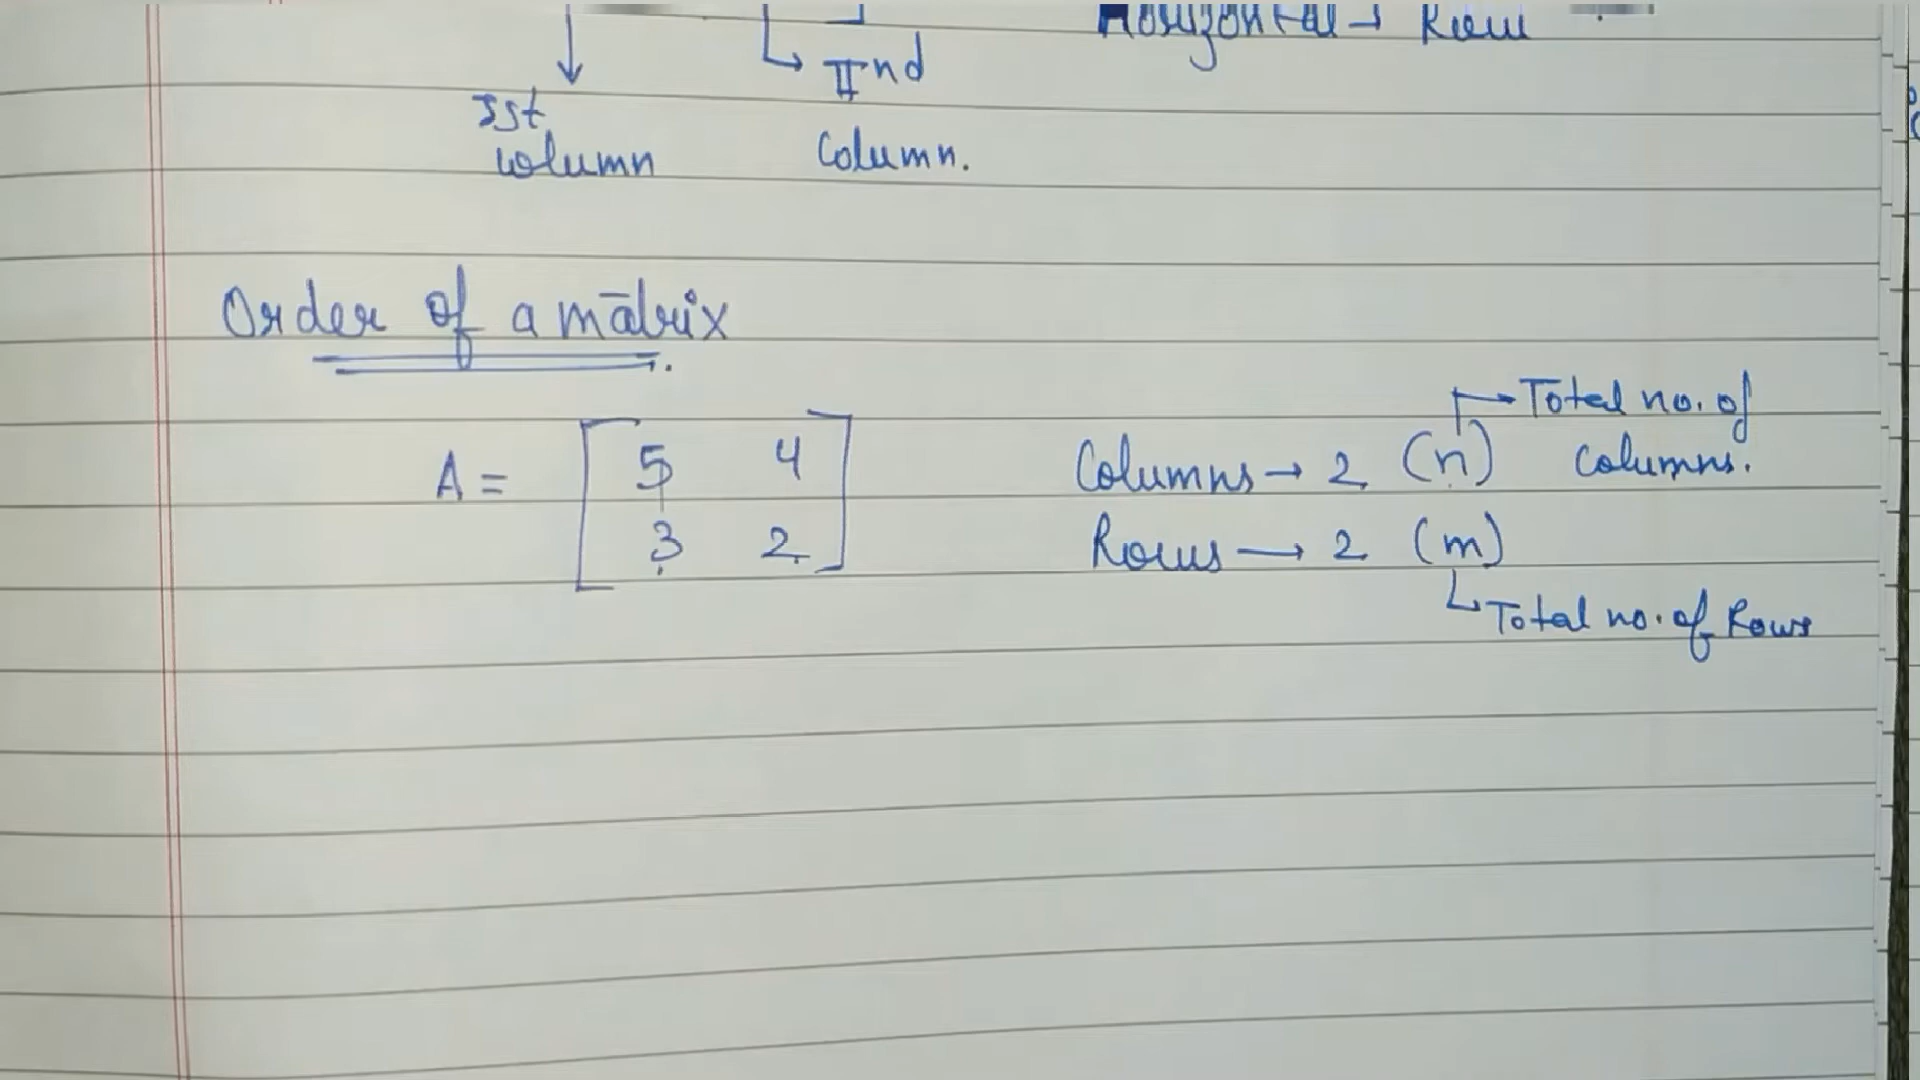 Horizontal → Row
IInd
Ist
column
Column.
Order of a matrix
A = [ 5 4
3 2 ]
→ Total no. of
Columns → 2 (n) Columns.
Rows → 2 (m)
Total no. of Rows